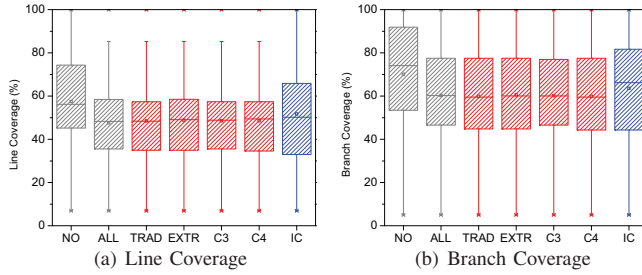 100
80
60
40
20
0
Line Coverage (%)
NO ALL TRAD EXTR C3 C4 IC
(a) Line Coverage
100
80
60
40
20
0
Branch Coverage (%)
NO ALL TRAD EXTR C3 C4 IC
(b) Branch Coverage